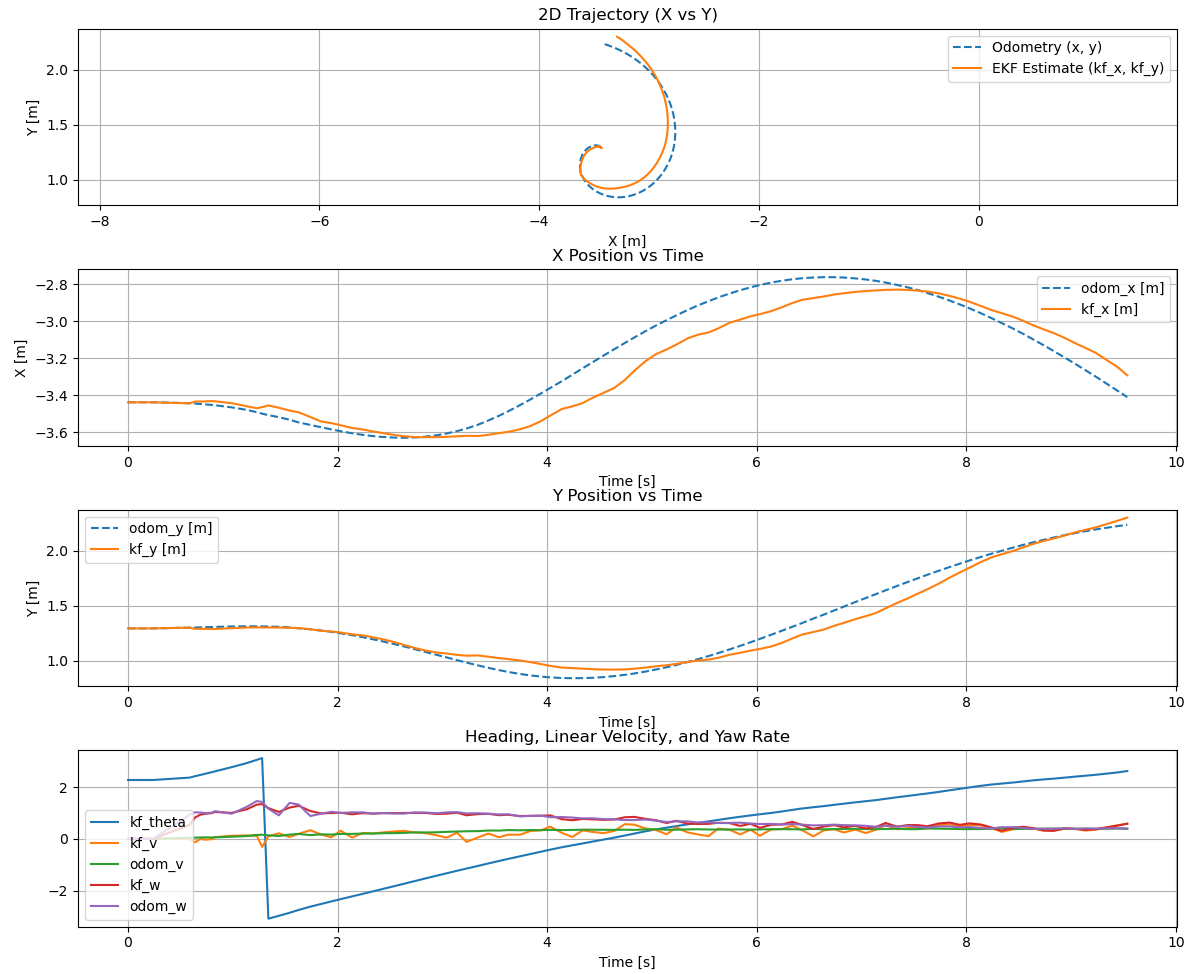 2D Trajectory (X vs Y)
Y [m]
2.0
1.5
1.0
Odometry (x, y)
EKF Estimate (kf_x, kf_y)
−8
−6
−4
−2
0
X [m]
X Position vs Time
X [m]
−2.8
−3.0
−3.2
−3.4
−3.6
odom_x [m]
kf_x [m]
0
2
4
6
8
10
Time [s]
Y Position vs Time
Y [m]
2.0
1.5
1.0
odom_y [m]
kf_y [m]
0
2
4
6
8
10
Time [s]
Heading, Linear Velocity, and Yaw Rate
2
0
−2
kf_theta
kf_v
odom_v
kf_w
odom_w
0
2
4
6
8
10
Time [s]